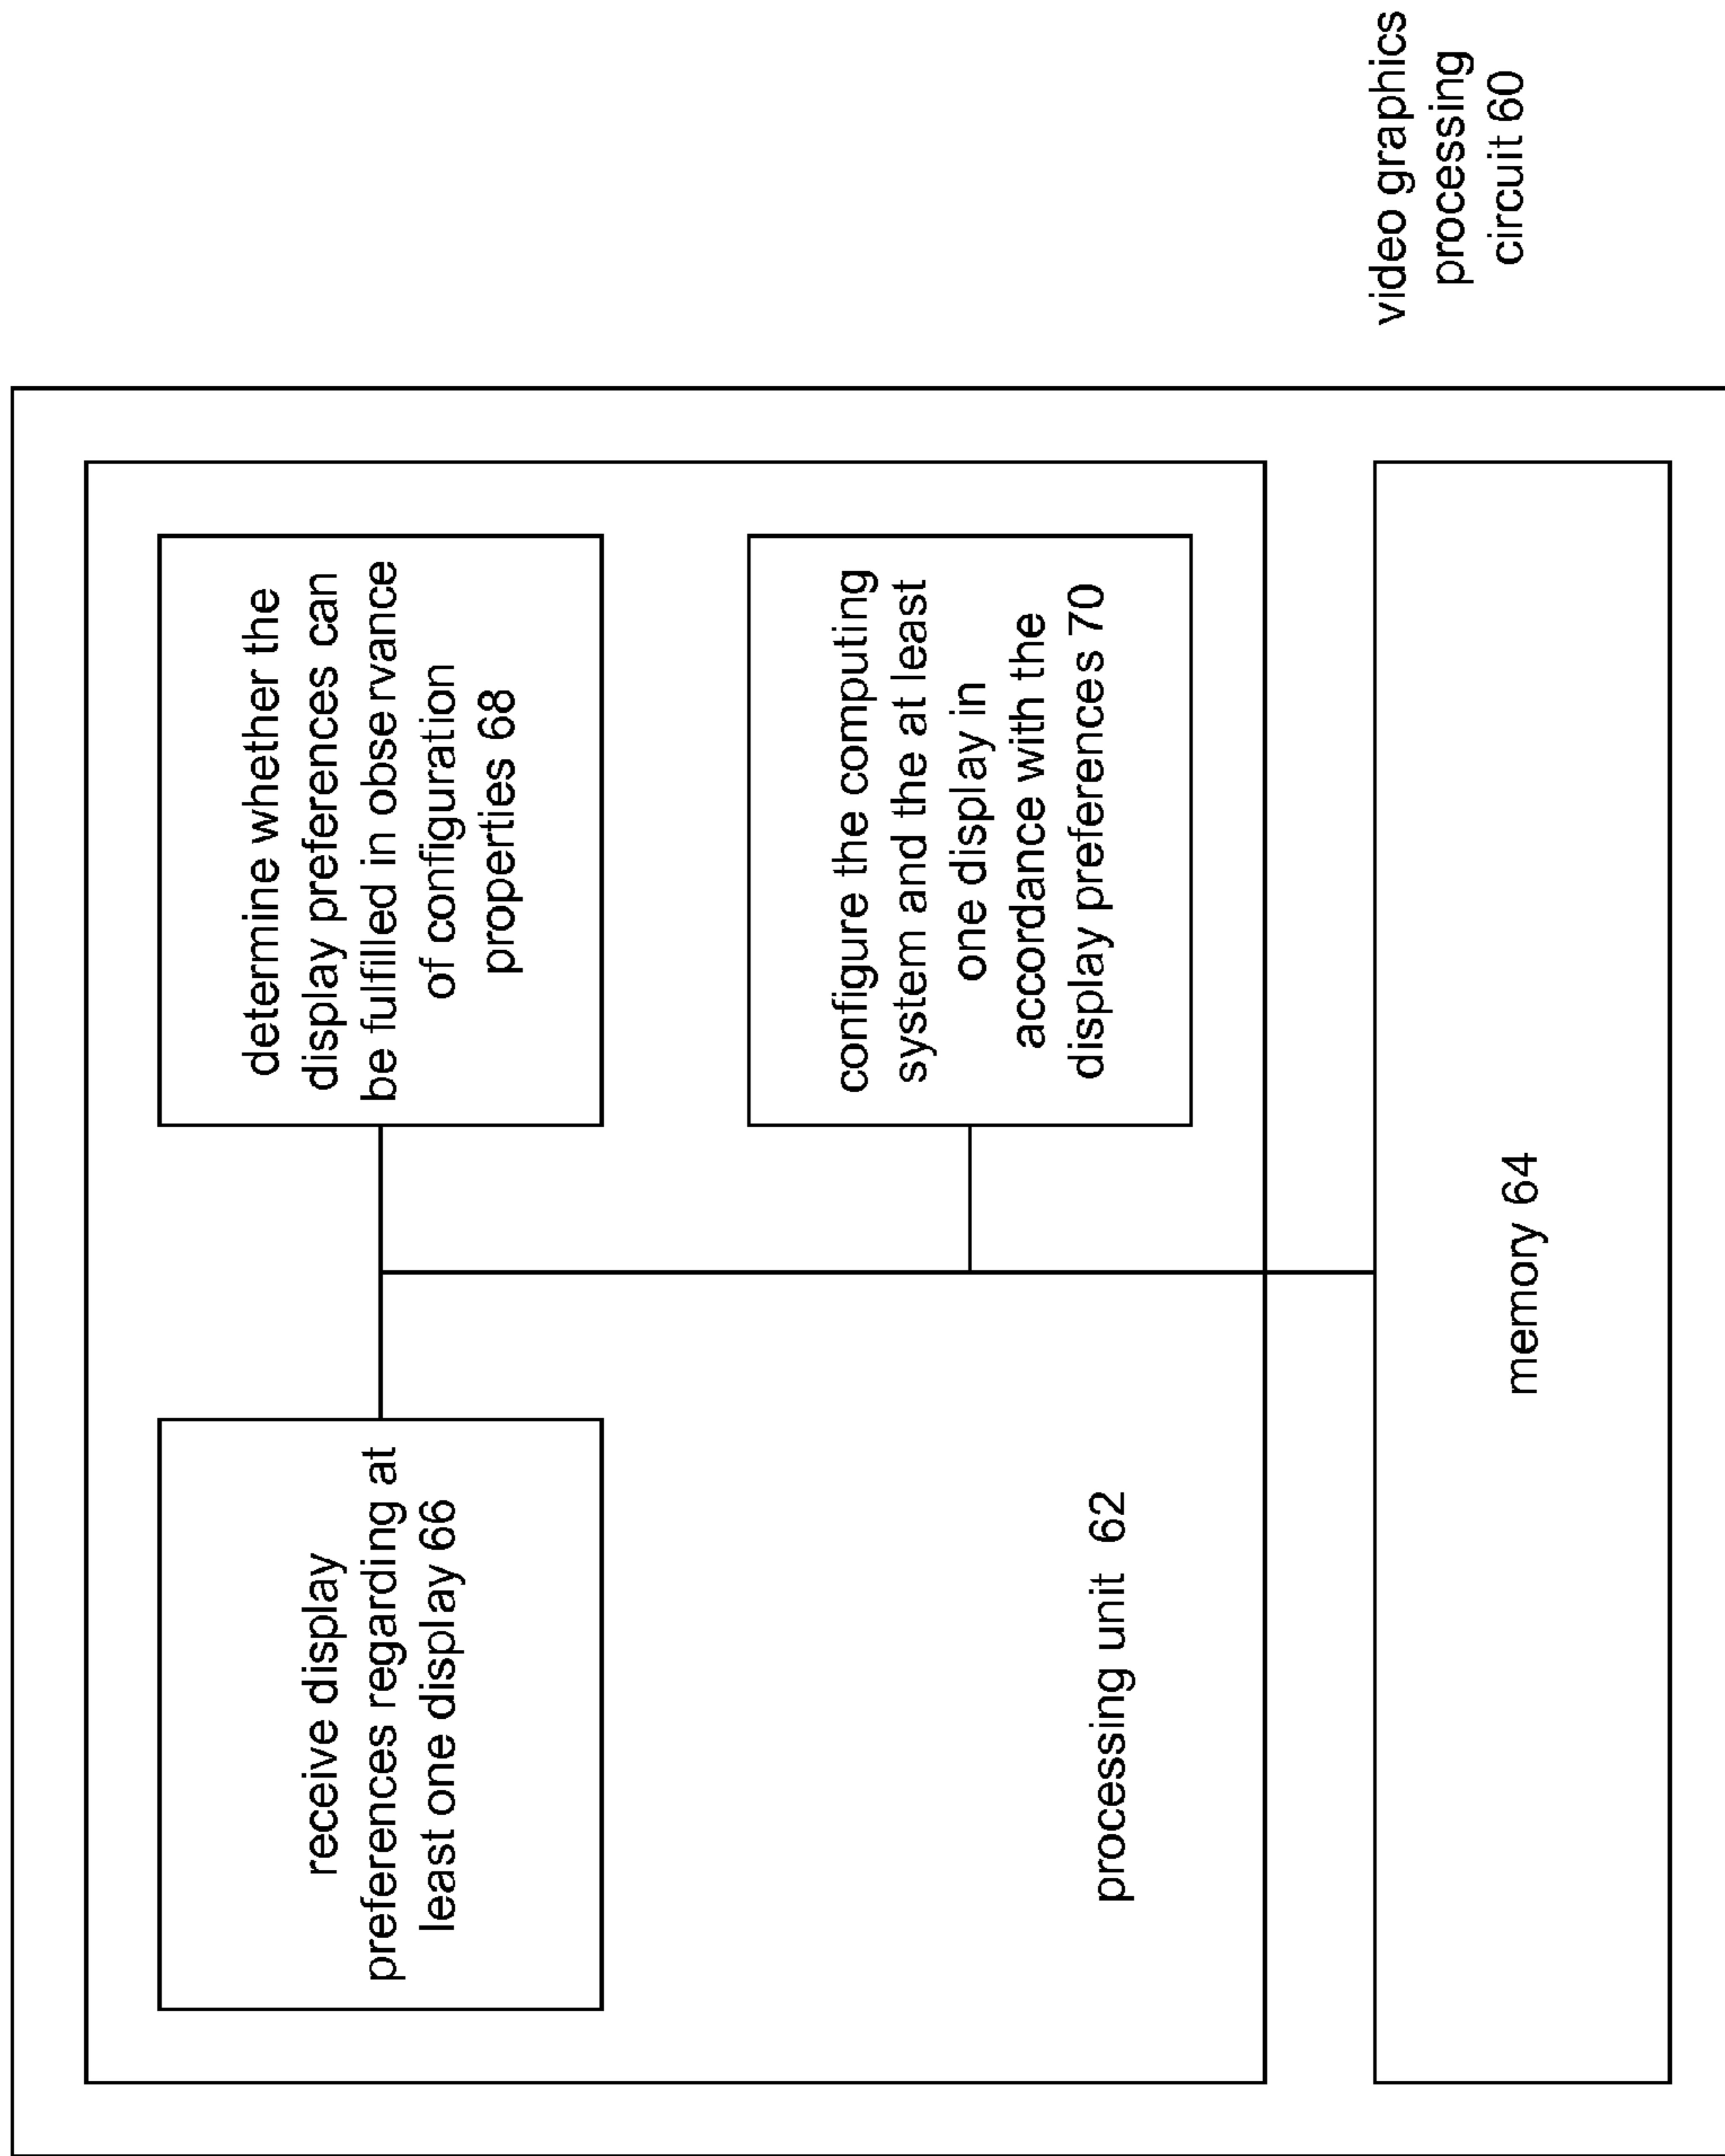 receive display
preferences regarding at
least one display 66
determine whether the
display preferences can
be fulfilled in observance
of configuration
properties 68
configure the computing
system and the at least
one display in
accordance with the
display preferences 70
processing unit 62
memory 64
video graphics
processing
circuit 60